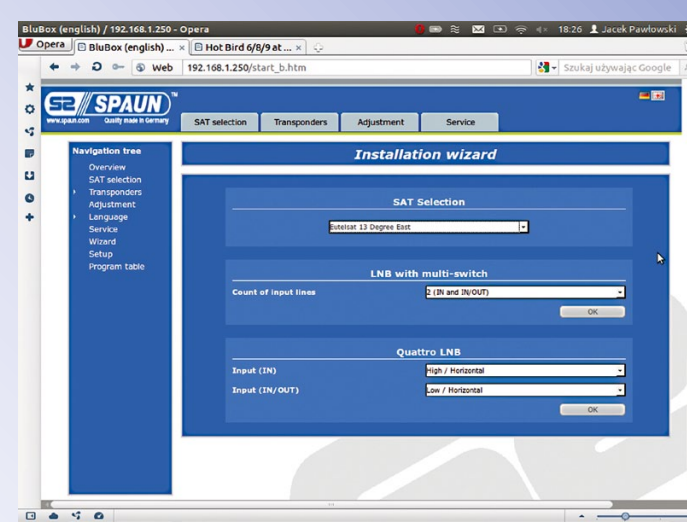 BluBox (english) / 192.168.1.250 - Opera
18:26 Jacek Pawłowski
Opera
BluBox (english) ... ×
Hot Bird 6/8/9 at ... ×
Web
192.168.1.250/start_b.htm
Szukaj używając Google
SPAUN™
www.spaun.com Quality made in Germany
SAT selection
Transponders
Adjustment
Service
Navigation tree
Overview
SAT selection
Transponders
Adjustment
Language
Service
Wizard
Setup
Program table
Installation wizard
SAT Selection
Eutelsat 13 Degree East
LNB with multi-switch
Count of input lines
2 (IN and IN/OUT)
OK
Quattro LNB
Input (IN)
High / Horizontal
Input (IN/OUT)
Low / Horizontal
OK